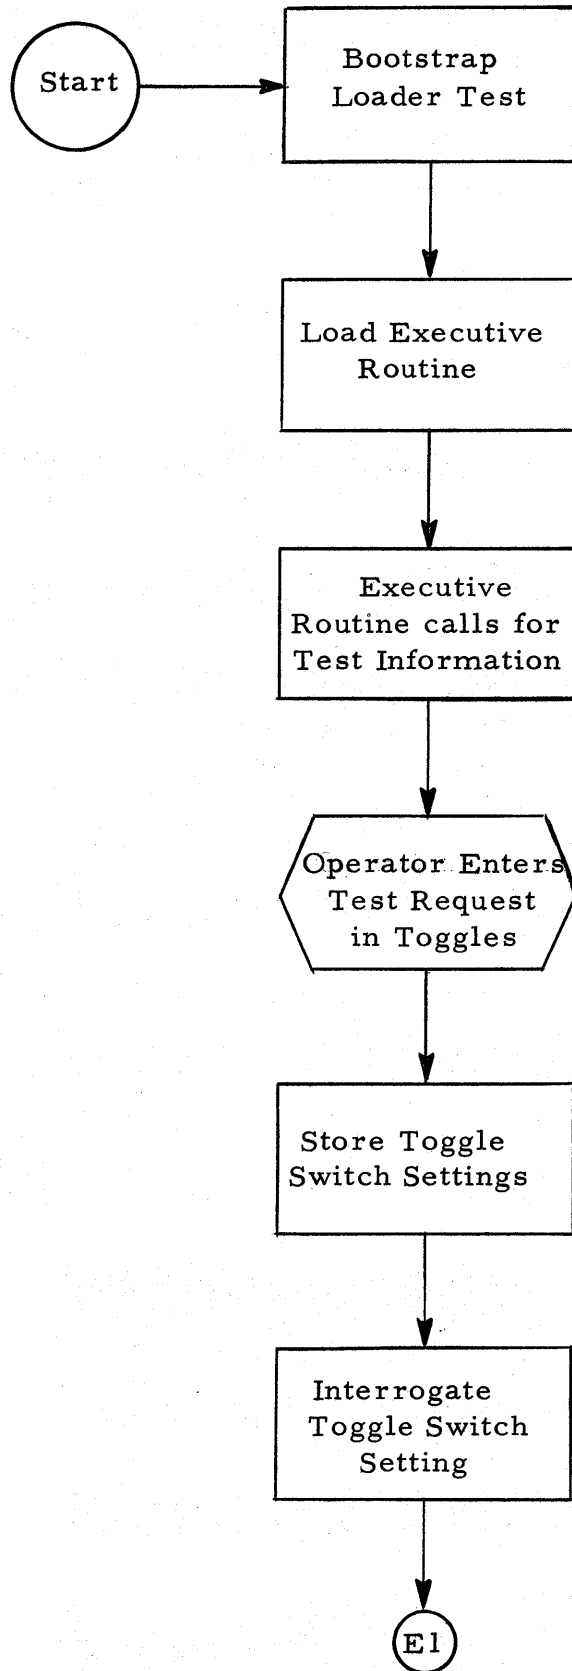 Start
Bootstrap
Loader Test
Load Executive
Routine
Executive
Routine calls for
Test Information
Operator Enters
Test Request
in Toggles
Store Toggle
Switch Settings
Interrogate
Toggle Switch
Setting
E1